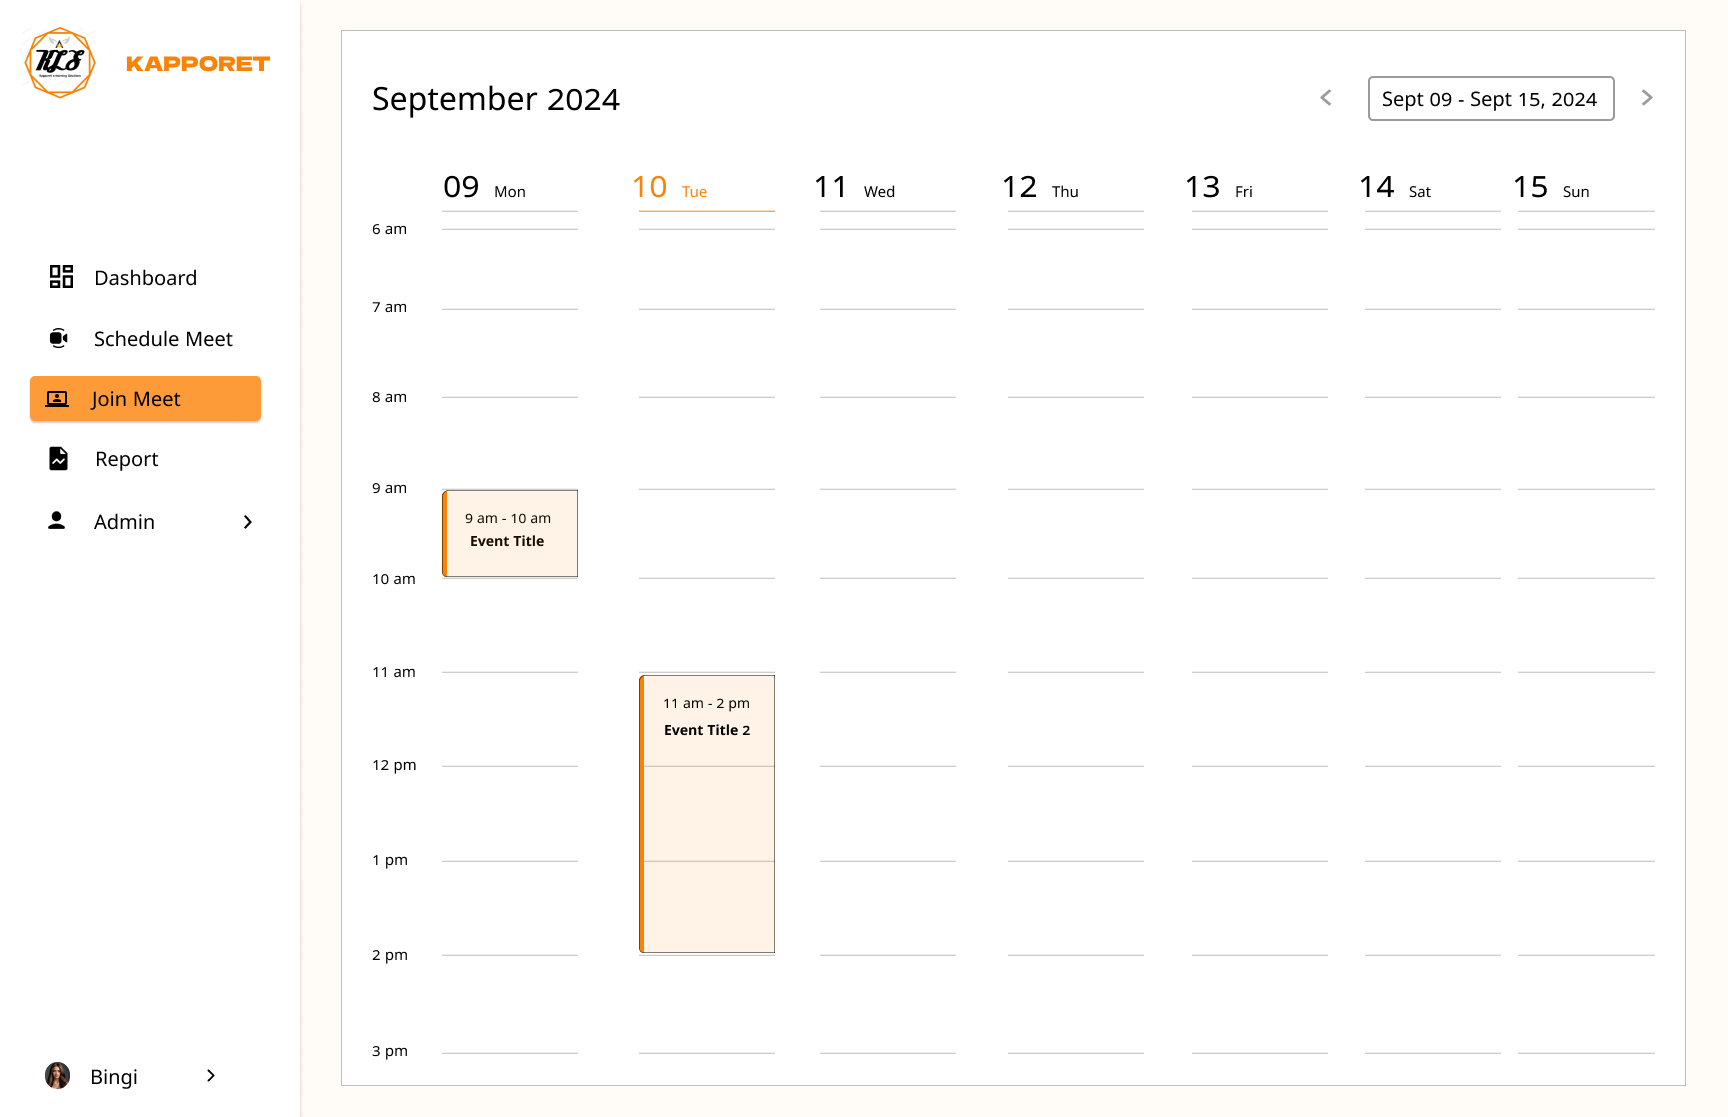 KLS
KAPPORET
Dashboard
Schedule Meet
Join Meet
Report
Admin
Bingi
September 2024
Sept 09 - Sept 15, 2024
09 Mon
10 Tue
11 Wed
12 Thu
13 Fri
14 Sat
15 Sun
6 am
7 am
8 am
9 am
9 am - 10 am
Event Title
10 am
11 am
11 am - 2 pm
Event Title 2
12 pm
1 pm
2 pm
3 pm